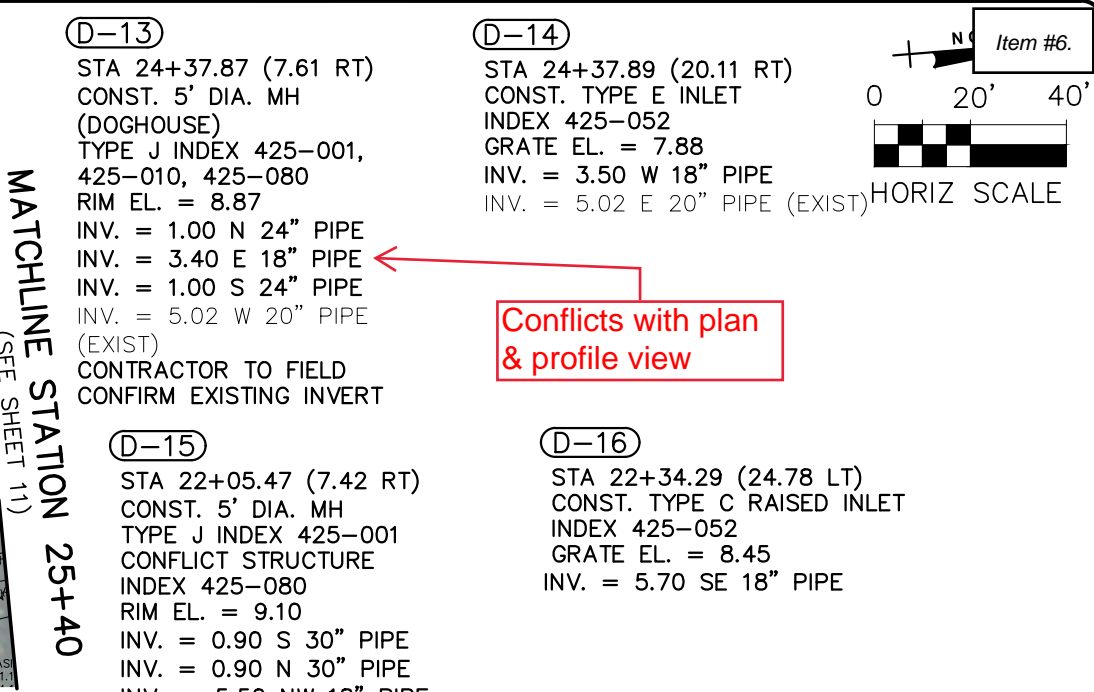 D-13
STA 24+37.87 (7.61 RT)
CONST. 5' DIA. MH
(DOGHOUSE)
TYPE J INDEX 425-001,
425-010, 425-080
RIM EL. = 8.87
INV. = 1.00 N 24" PIPE
INV. = 3.40 E 18" PIPE
INV. = 1.00 S 24" PIPE
INV. = 5.02 W 20" PIPE
(EXIST)
CONTRACTOR TO FIELD
CONFIRM EXISTING INVERT
D-14
STA 24+37.89 (20.11 RT)
CONST. TYPE E INLET
INDEX 425-052
GRATE EL. = 7.88
INV. = 3.50 W 18" PIPE
INV. = 5.02 E 20" PIPE (EXIST)
Item #6.
0 20' 40'
HORIZ SCALE
Conflicts with plan
& profile view
MATCHLINE STATION 25+40
(SEE SHEET 11)
D-15
STA 22+05.47 (7.42 RT)
CONST. 5' DIA. MH
TYPE J INDEX 425-001
CONFLICT STRUCTURE
INDEX 425-080
RIM EL. = 9.10
INV. = 0.90 S 30" PIPE
INV. = 0.90 N 30" PIPE
D-16
STA 22+34.29 (24.78 LT)
CONST. TYPE C RAISED INLET
INDEX 425-052
GRATE EL. = 8.45
INV. = 5.70 SE 18" PIPE